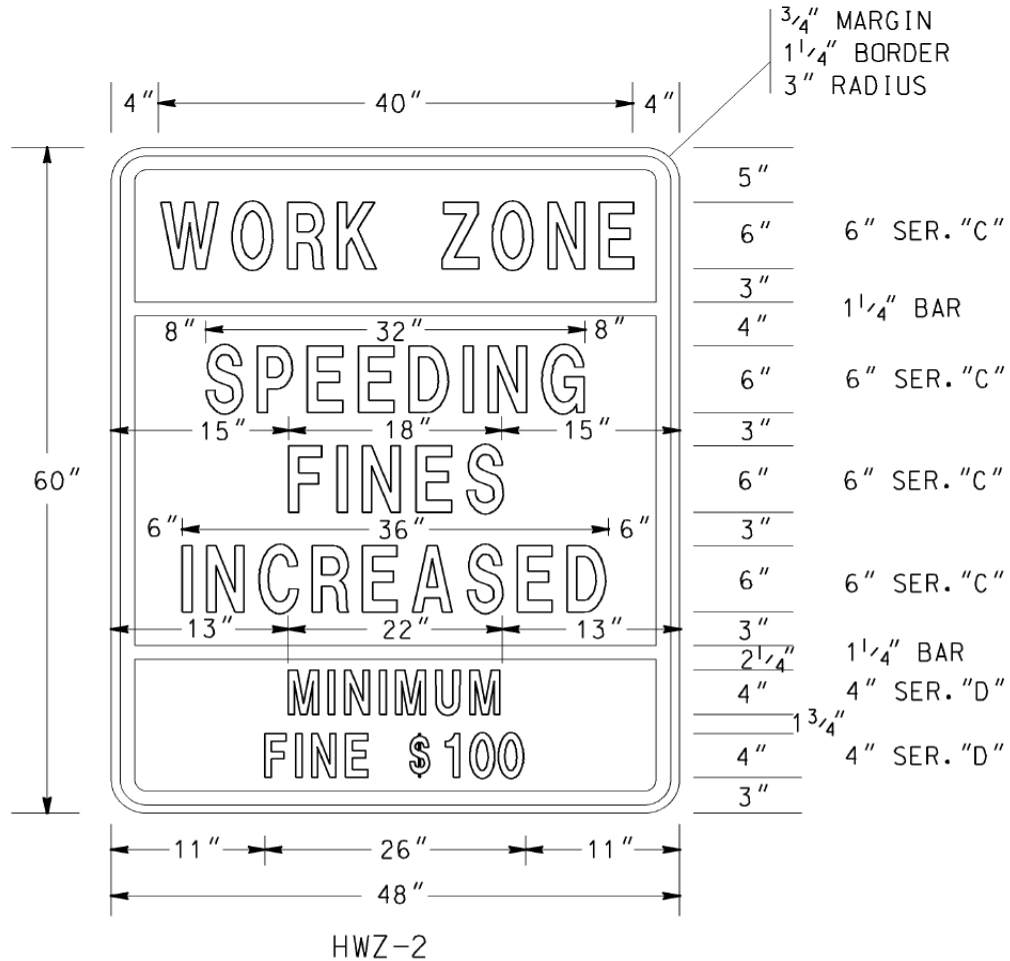 3/4" MARGIN
1 1/4" BORDER
3" RADIUS
4" 40" 4"
5"
WORK ZONE
6" 6" SER."C"
3"
1 1/4" BAR
8" 32" 8"
4"
SPEEDING
6" 6" SER."C"
15" 18" 15"
3"
FINES
60"
6" 6" SER."C"
6" 36" 6"
3"
INCREASED
6" 6" SER."C"
13" 22" 13"
3"
2 1/4" 1 1/4" BAR
MINIMUM
4" 4" SER."D"
1 3/4"
FINE $100
4" 4" SER."D"
3"
11" 26" 11"
48"
HWZ-2